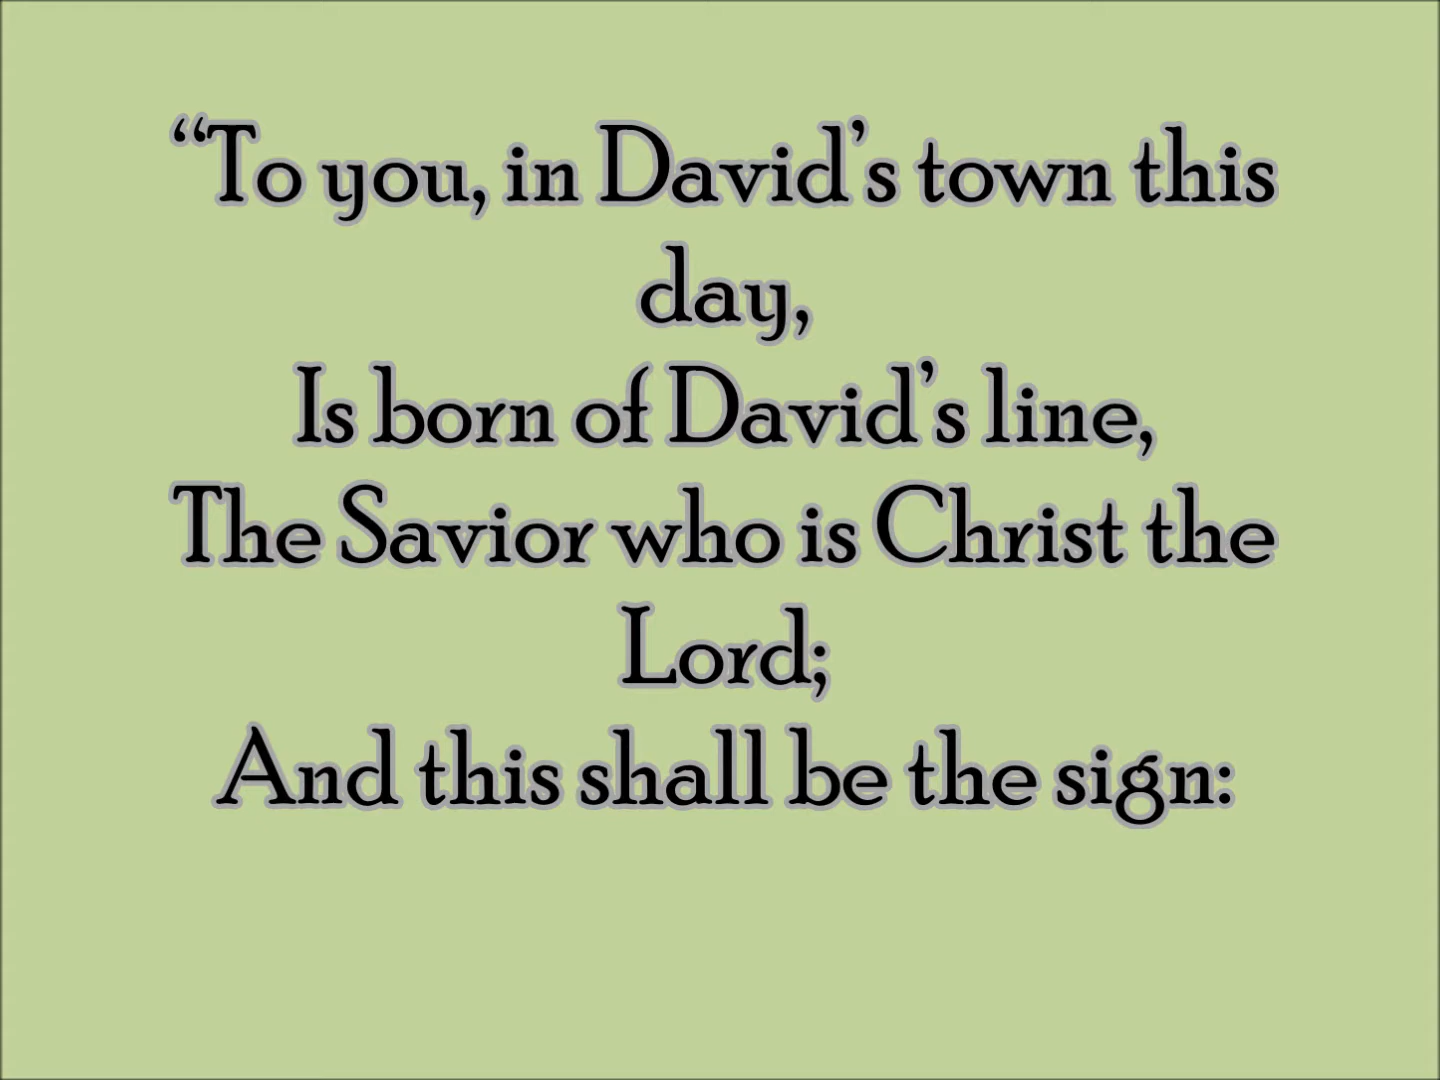 “To you, in David’s town this
day,
Is born of David’s line,
The Savior who is Christ the
Lord;
And this shall be the sign: